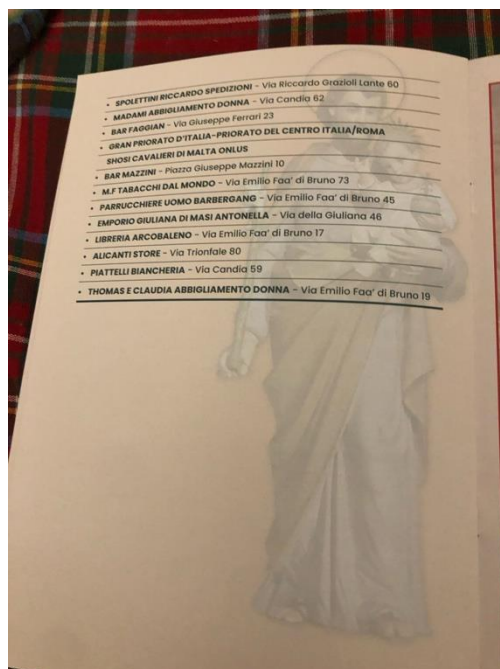 • SPOLETTINI RICCARDO SPEDIZIONI - Via Riccardo Grazioli Lante 60
• MADAMI ABBIGLIAMENTO DONNA - Via Candia 62
• BAR FAGGIAN - Via Giuseppe Ferrari 23
• GRAN PRIORATO D'ITALIA-PRIORATO DEL CENTRO ITALIA/ROMA
SHOSI CAVALIERI DI MALTA ONLUS
• BAR MAZZINI - Piazza Giuseppe Mazzini 10
• M.F TABACCHI DAL MONDO - Via Emilio Faa' di Bruno 73
• PARRUCCHIERE UOMO BARBERGANG - Via Emilio Faa' di Bruno 45
• EMPORIO GIULIANA DI MASI ANTONELLA - Via della Giuliana 46
• LIBRERIA ARCOBALENO - Via Emilio Faa' di Bruno 17
• ALICANTI STORE - Via Trionfale 80
• PIATTELLI BIANCHERIA - Via Candia 59
• THOMAS E CLAUDIA ABBIGLIAMENTO DONNA - Via Emilio Faa' di Bruno 19